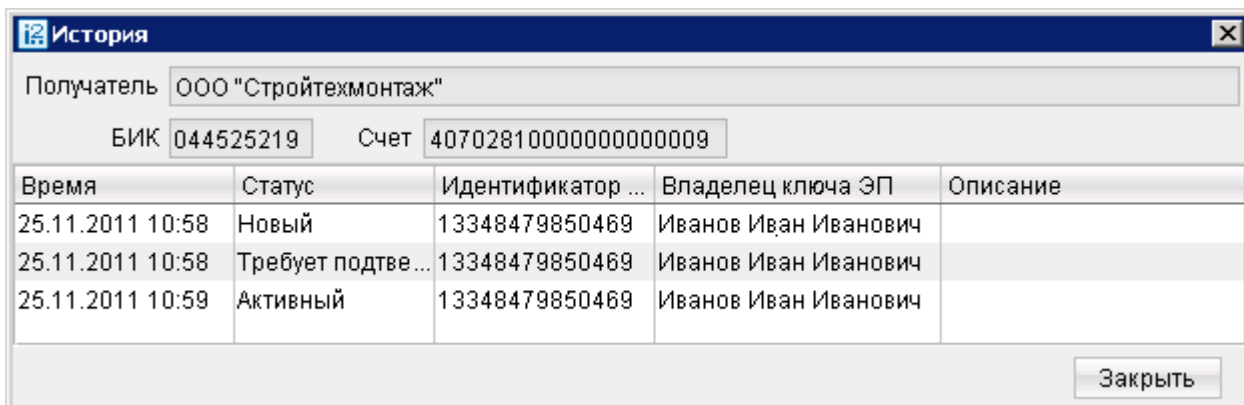 i2 История
Получатель ООО "Стройтехмонтаж"
БИК 044525219 Счет 40702810000000000009
Время Статус Идентификатор ... Владелец ключа ЭП Описание
25.11.2011 10:58 Новый 13348479850469 Иванов Иван Иванович
25.11.2011 10:58 Требует подтве... 13348479850469 Иванов Иван Иванович
25.11.2011 10:59 Активный 13348479850469 Иванов Иван Иванович
Закрыть